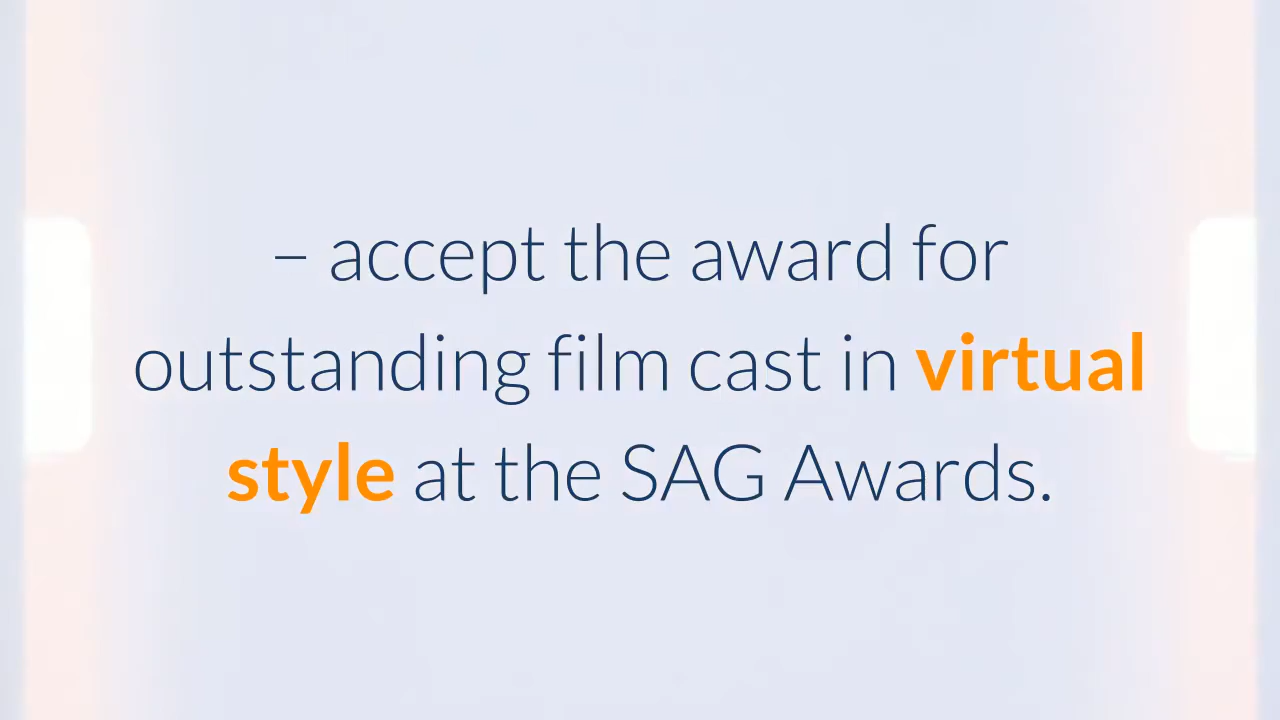 – accept the award for
outstanding film cast in virtual
style at the SAG Awards.